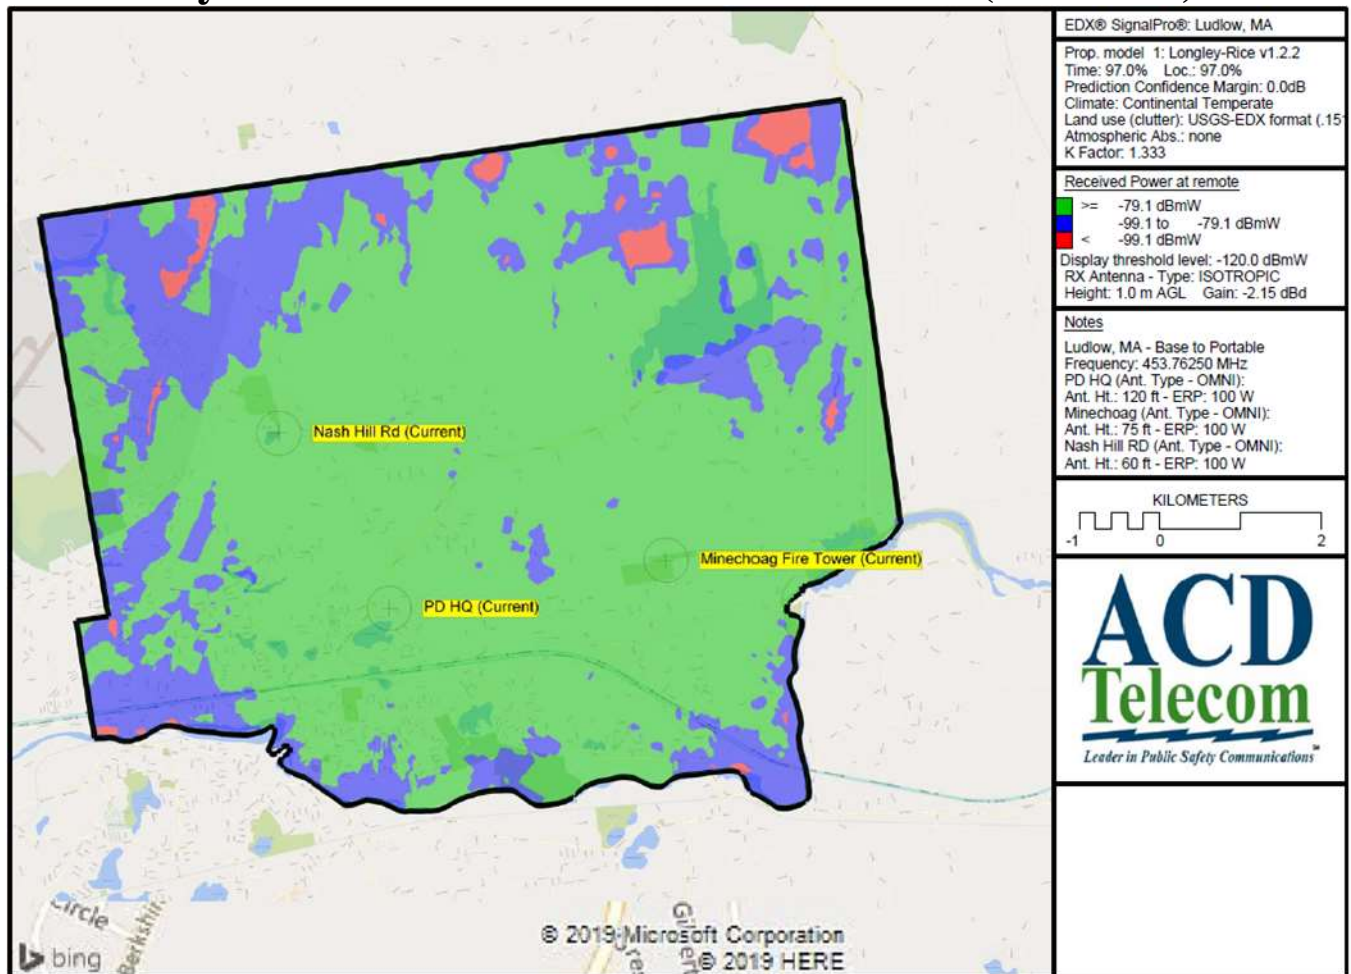 EDX® SignalPro®: Ludlow, MA
Prop. model 1: Longley-Rice v1.2.2
Time: 97.0% Loc.: 97.0%
Prediction Confidence Margin: 0.0dB
Climate: Continental Temperate
Land use (clutter): USGS-EDX format (.15
Atmospheric Abs.: none
K Factor: 1.333
Received Power at remote
>= -79.1 dBmW
-99.1 to -79.1 dBmW
< -99.1 dBmW
Display threshold level: -120.0 dBmW
RX Antenna - Type: ISOTROPIC
Height: 1.0 m AGL Gain: -2.15 dBd
Notes
Ludlow, MA - Base to Portable
Frequency: 453.76250 MHz
PD HQ (Ant. Type - OMNI):
Ant. Ht.: 120 ft - ERP: 100 W
Minechoag (Ant. Type - OMNI):
Ant. Ht.: 75 ft - ERP: 100 W
Nash Hill RD (Ant. Type - OMNI):
Ant. Ht.: 60 ft - ERP: 100 W
KILOMETERS
-1 0 2
ACD
Telecom
Leader in Public Safety Communications
Nash Hill Rd (Current)
Minechoag Fire Tower (Current)
PD HQ (Current)
Circle
Berkshir
bing
© 2019 Microsoft Corporation
© 2019 HERE